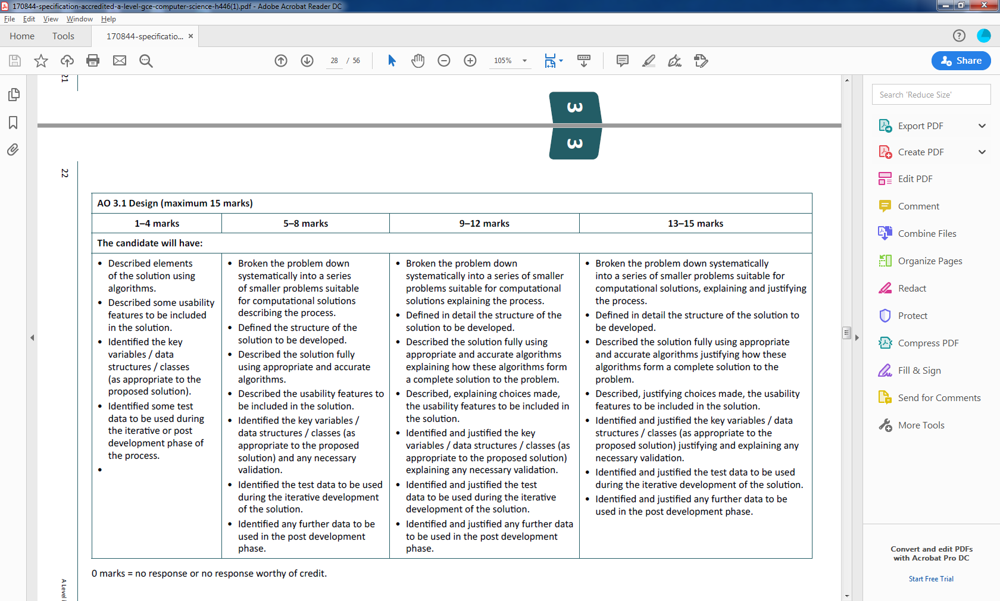 170844-specification-accredited-a-level-gce-computer-science-h446(1).pdf - Adobe Acrobat Reader DC
File Edit View Window Help
Home Tools 170844-specificatio... ×
28 / 56 105% Share
21
3
3
22
AO 3.1 Design (maximum 15 marks)
1–4 marks 5–8 marks 9–12 marks 13–15 marks
The candidate will have:
• Described elements
of the solution using
algorithms.
• Described some usability
features to be included
in the solution.
• Identified the key
variables / data
structures / classes
(as appropriate to the
proposed solution).
• Identified some test
data to be used during
the iterative or post
development phase of
the process.
•
• Broken the problem down
systematically into a series
of smaller problems suitable
for computational solutions
describing the process.
• Defined the structure of the
solution to be developed.
• Described the solution fully
using appropriate and accurate
algorithms.
• Described the usability features to
be included in the solution.
• Identified the key variables /
data structures / classes (as
appropriate to the proposed
solution) and any necessary
validation.
• Identified the test data to be used
during the iterative development
of the solution.
• Identified any further data to be
used in the post development
phase.
• Broken the problem down
systematically into a series of smaller
problems suitable for computational
solutions explaining the process.
• Defined in detail the structure of the
solution to be developed.
• Described the solution fully using
appropriate and accurate algorithms
explaining how these algorithms form
a complete solution to the problem.
• Described, explaining choices made,
the usability features to be included in
the solution.
• Identified and justified the key
variables / data structures / classes (as
appropriate to the proposed solution)
explaining any necessary validation.
• Identified and justified the test
data to be used during the iterative
development of the solution.
• Identified and justified any further data
to be used in the post development
phase.
• Broken the problem down systematically
into a series of smaller problems suitable for
computational solutions, explaining and justifying
the process.
• Defined in detail the structure of the solution to
be developed.
• Described the solution fully using appropriate
and accurate algorithms justifying how these
algorithms form a complete solution to the
problem.
• Described, justifying choices made, the usability
features to be included in the solution.
• Identified and justified the key variables / data
structures / classes (as appropriate to the
proposed solution) justifying and explaining any
necessary validation.
• Identified and justified the test data to be used
during the iterative development of the solution.
• Identified and justified any further data to be
used in the post development phase.
0 marks = no response or no response worthy of credit.
A Level i
Search 'Reduce Size'
Export PDF
Create PDF
Edit PDF
Comment
Combine Files
Organize Pages
Redact
Protect
Compress PDF
Fill & Sign
Send for Comments
More Tools
Convert and edit PDFs
with Acrobat Pro DC
Start Free Trial